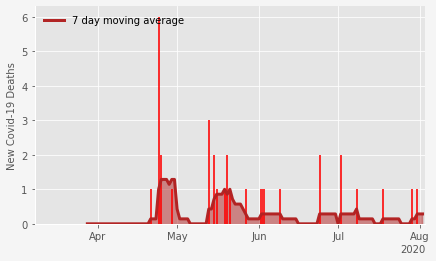 7 day moving average
New Covid-19 Deaths
6
5
4
3
2
1
0
Apr
May
Jun
Jul
Aug
2020